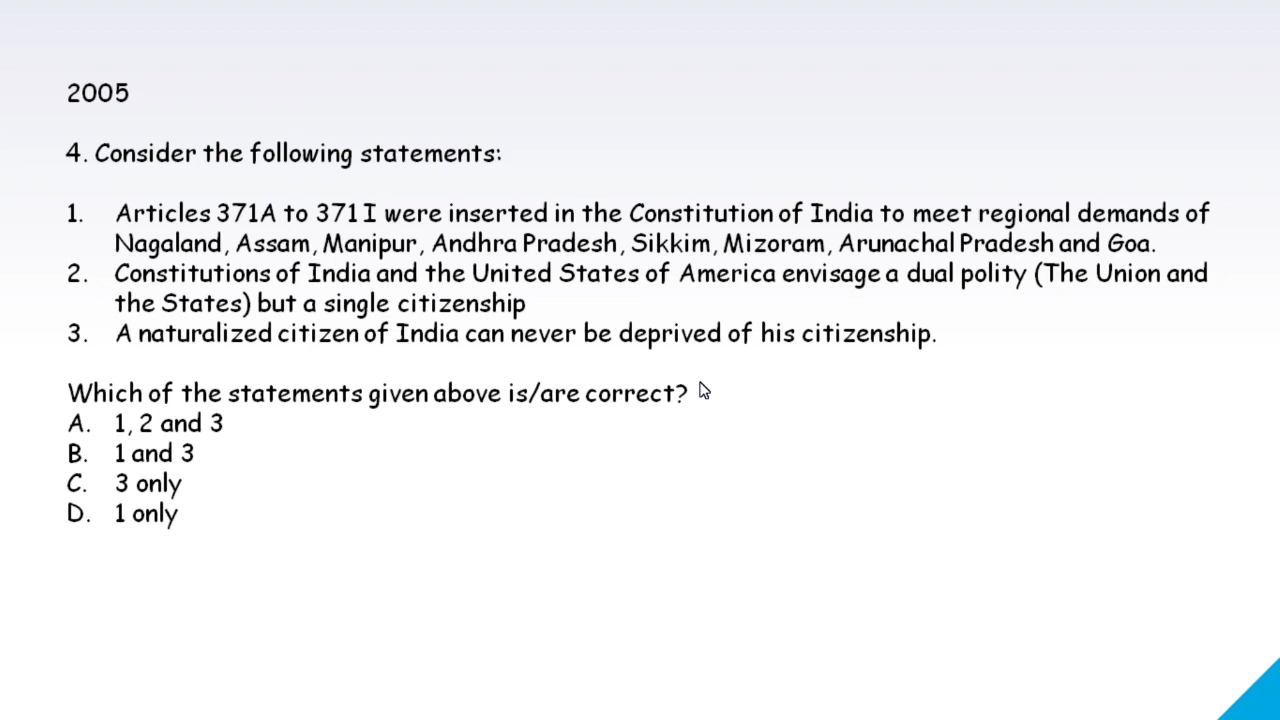 2005
4. Consider the following statements:
1. Articles 371A to 371I were inserted in the Constitution of India to meet regional demands of
Nagaland, Assam, Manipur, Andhra Pradesh, Sikkim, Mizoram, Arunachal Pradesh and Goa.
2. Constitutions of India and the United States of America envisage a dual polity (The Union and
the States) but a single citizenship
3. A naturalized citizen of India can never be deprived of his citizenship.
Which of the statements given above is/are correct?
A. 1, 2 and 3
B. 1 and 3
C. 3 only
D. 1 only